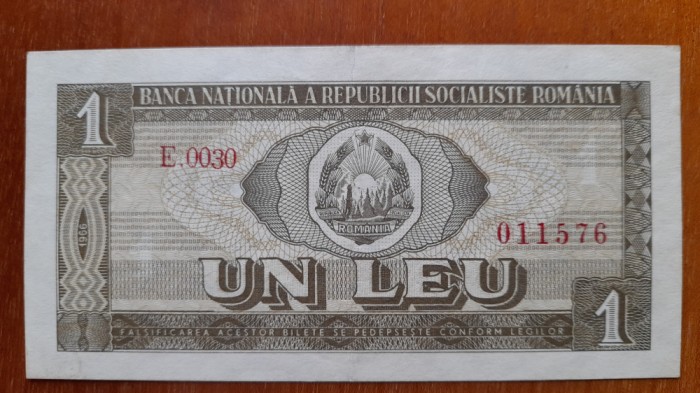 BANCA NATIONALĂ A REPUBLICII SOCIALISTE ROMÂNIA
1
E.0030
ROMÂNIA
1966
011576
UN LEU
1
FALSIFICAREA ACESTOR BILETE SE PEDEPSEȘTE CONFORM LEGILOR